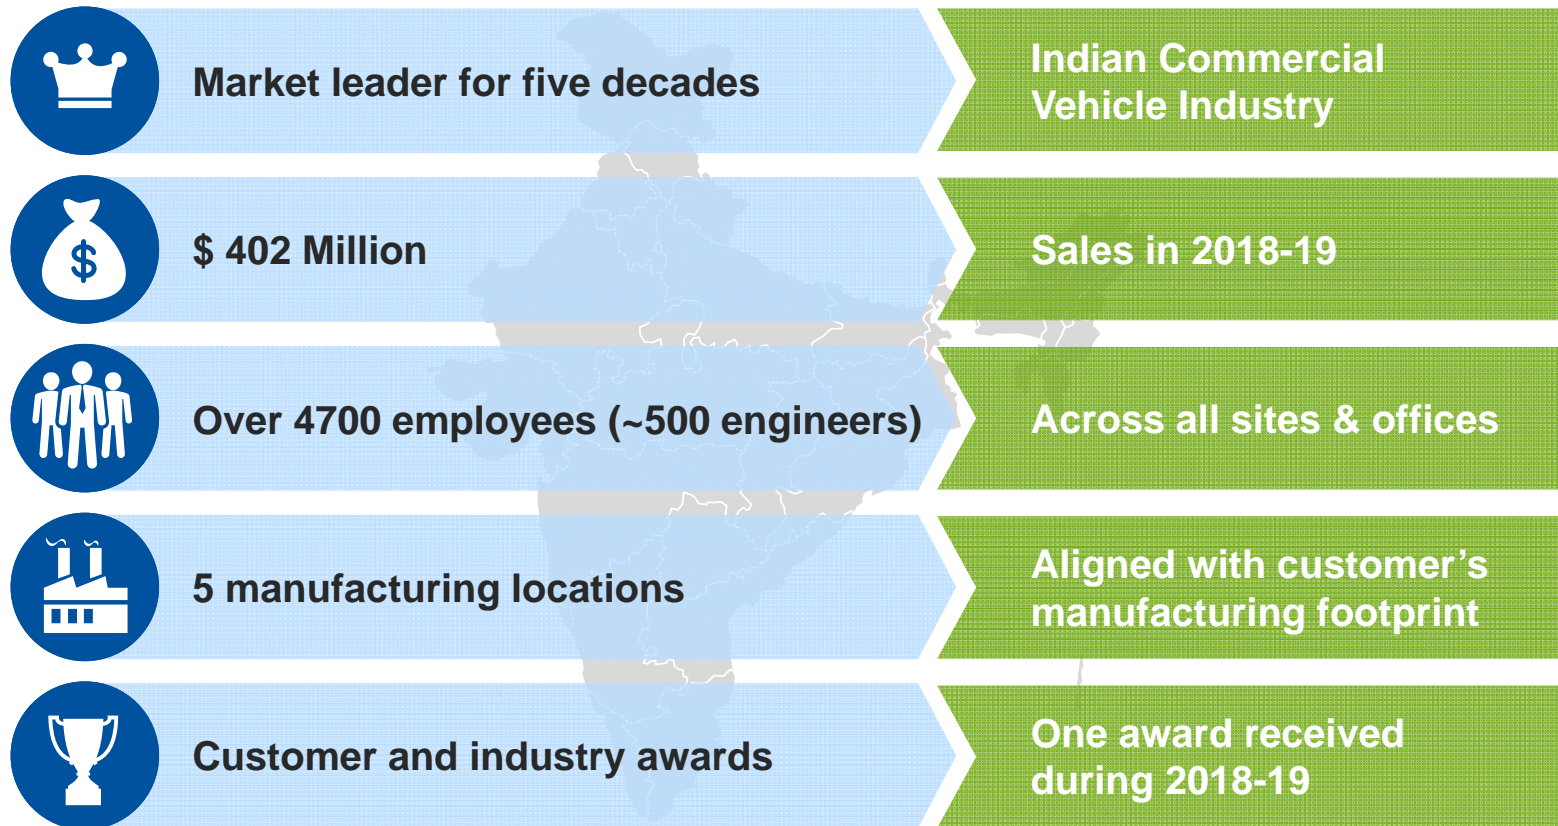 Market leader for five decades
Indian Commercial
Vehicle Industry
$ 402 Million
Sales in 2018-19
Over 4700 employees (~500 engineers)
Across all sites & offices
5 manufacturing locations
Aligned with customer’s
manufacturing footprint
Customer and industry awards
One award received
during 2018-19
$